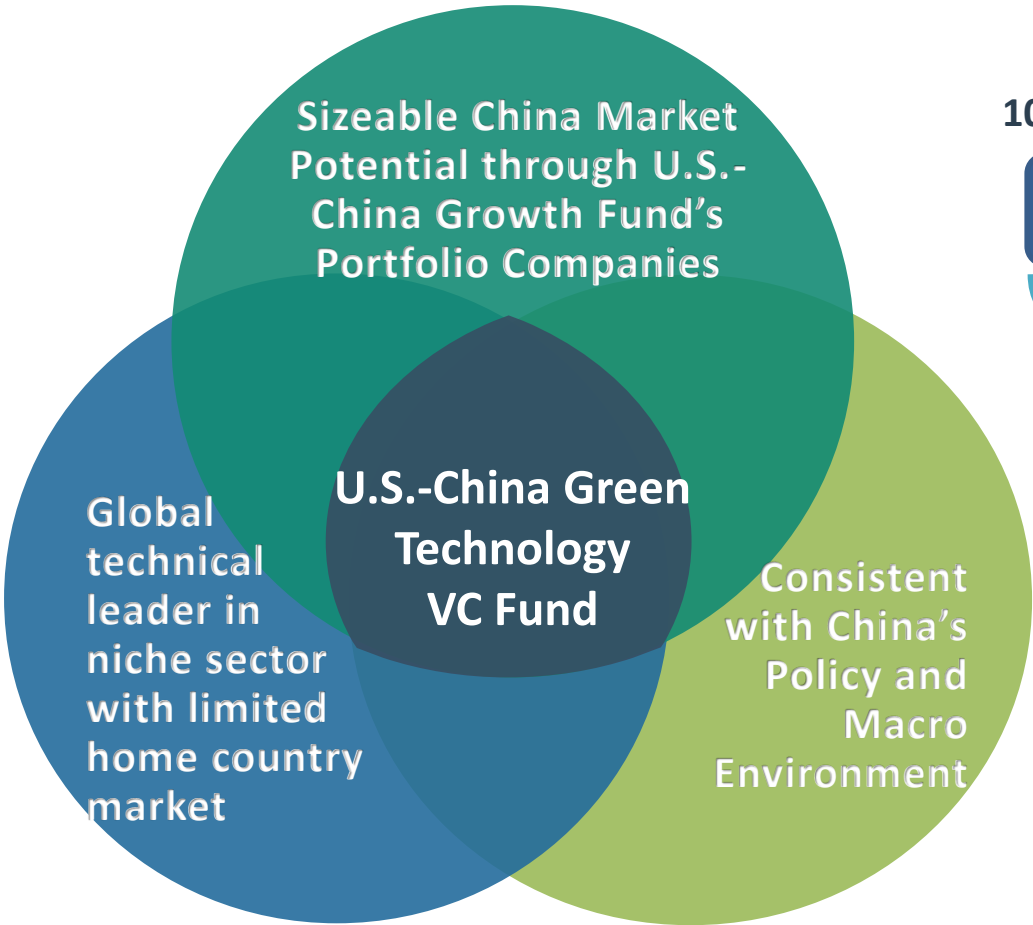 Sizeable China Market
Potential through U.S.-
China Growth Fund’s
Portfolio Companies
10
U.S.-China Green
Technology
VC Fund
Global
technical
leader in
niche sector
with limited
home country
market
Consistent
with China’s
Policy and
Macro
Environment